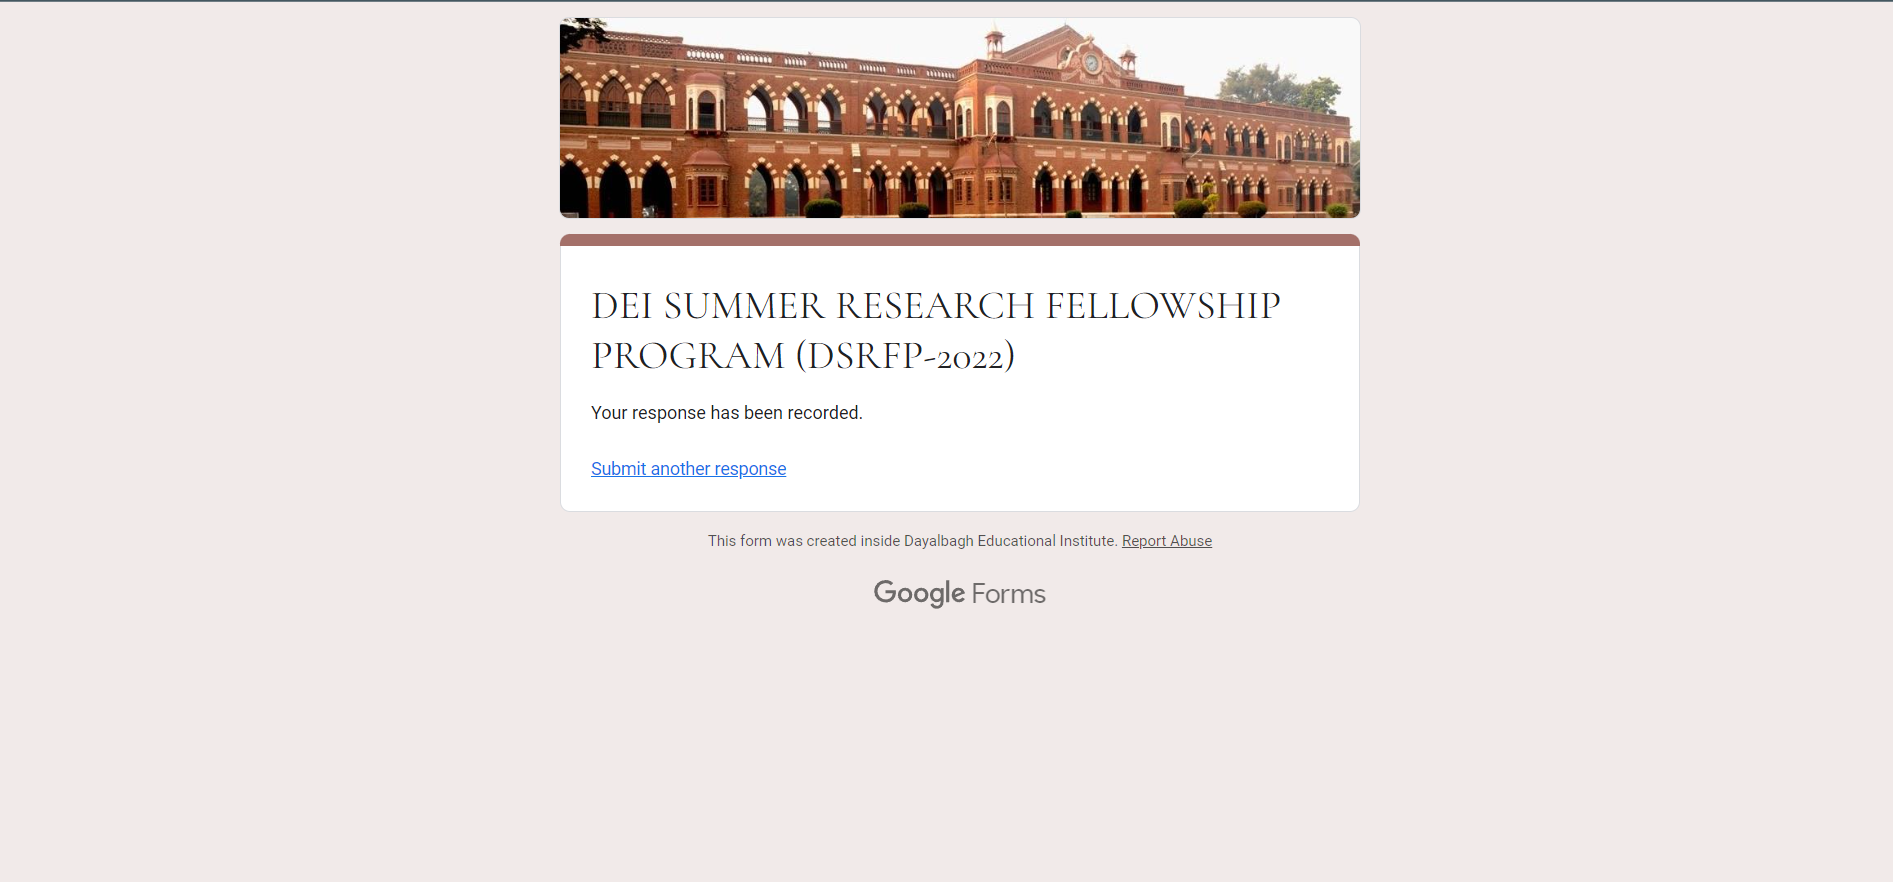 DEI SUMMER RESEARCH FELLOWSHIP
PROGRAM (DSRFP-2022)
Your response has been recorded.
Submit another response
This form was created inside Dayalbagh Educational Institute. Report Abuse
Google Forms